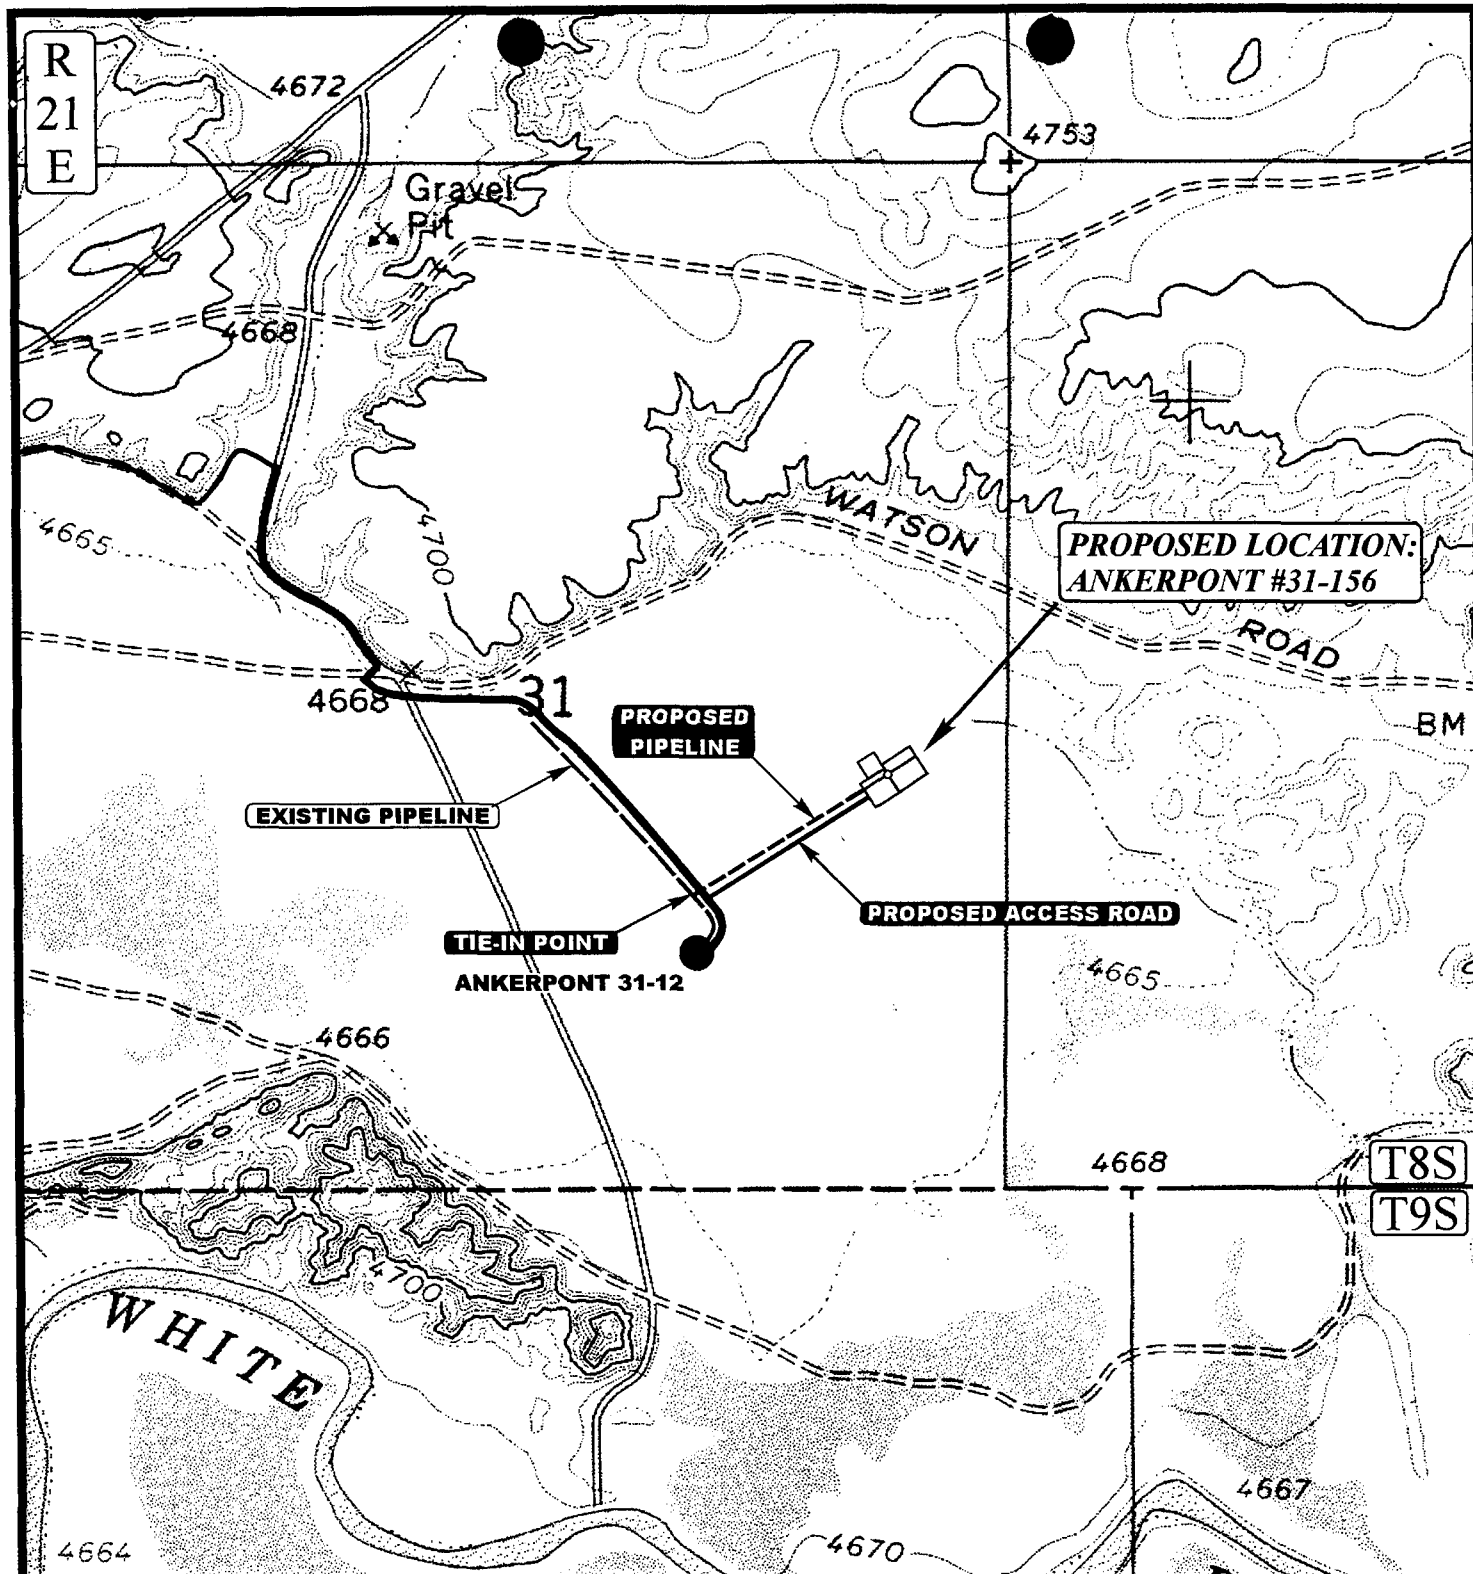 R
21
E
4672
4753
Gravel
Pit
4668
4665
4700
WATSON
ROAD
PROPOSED LOCATION:
ANKERPONT #31-156
4668
31
PROPOSED
PIPELINE
BM
EXISTING PIPELINE
PROPOSED ACCESS ROAD
TIE-IN POINT
ANKERPONT 31-12
4665
4666
4668
T8S
T9S
4700
WHITE
4667
4664
4670